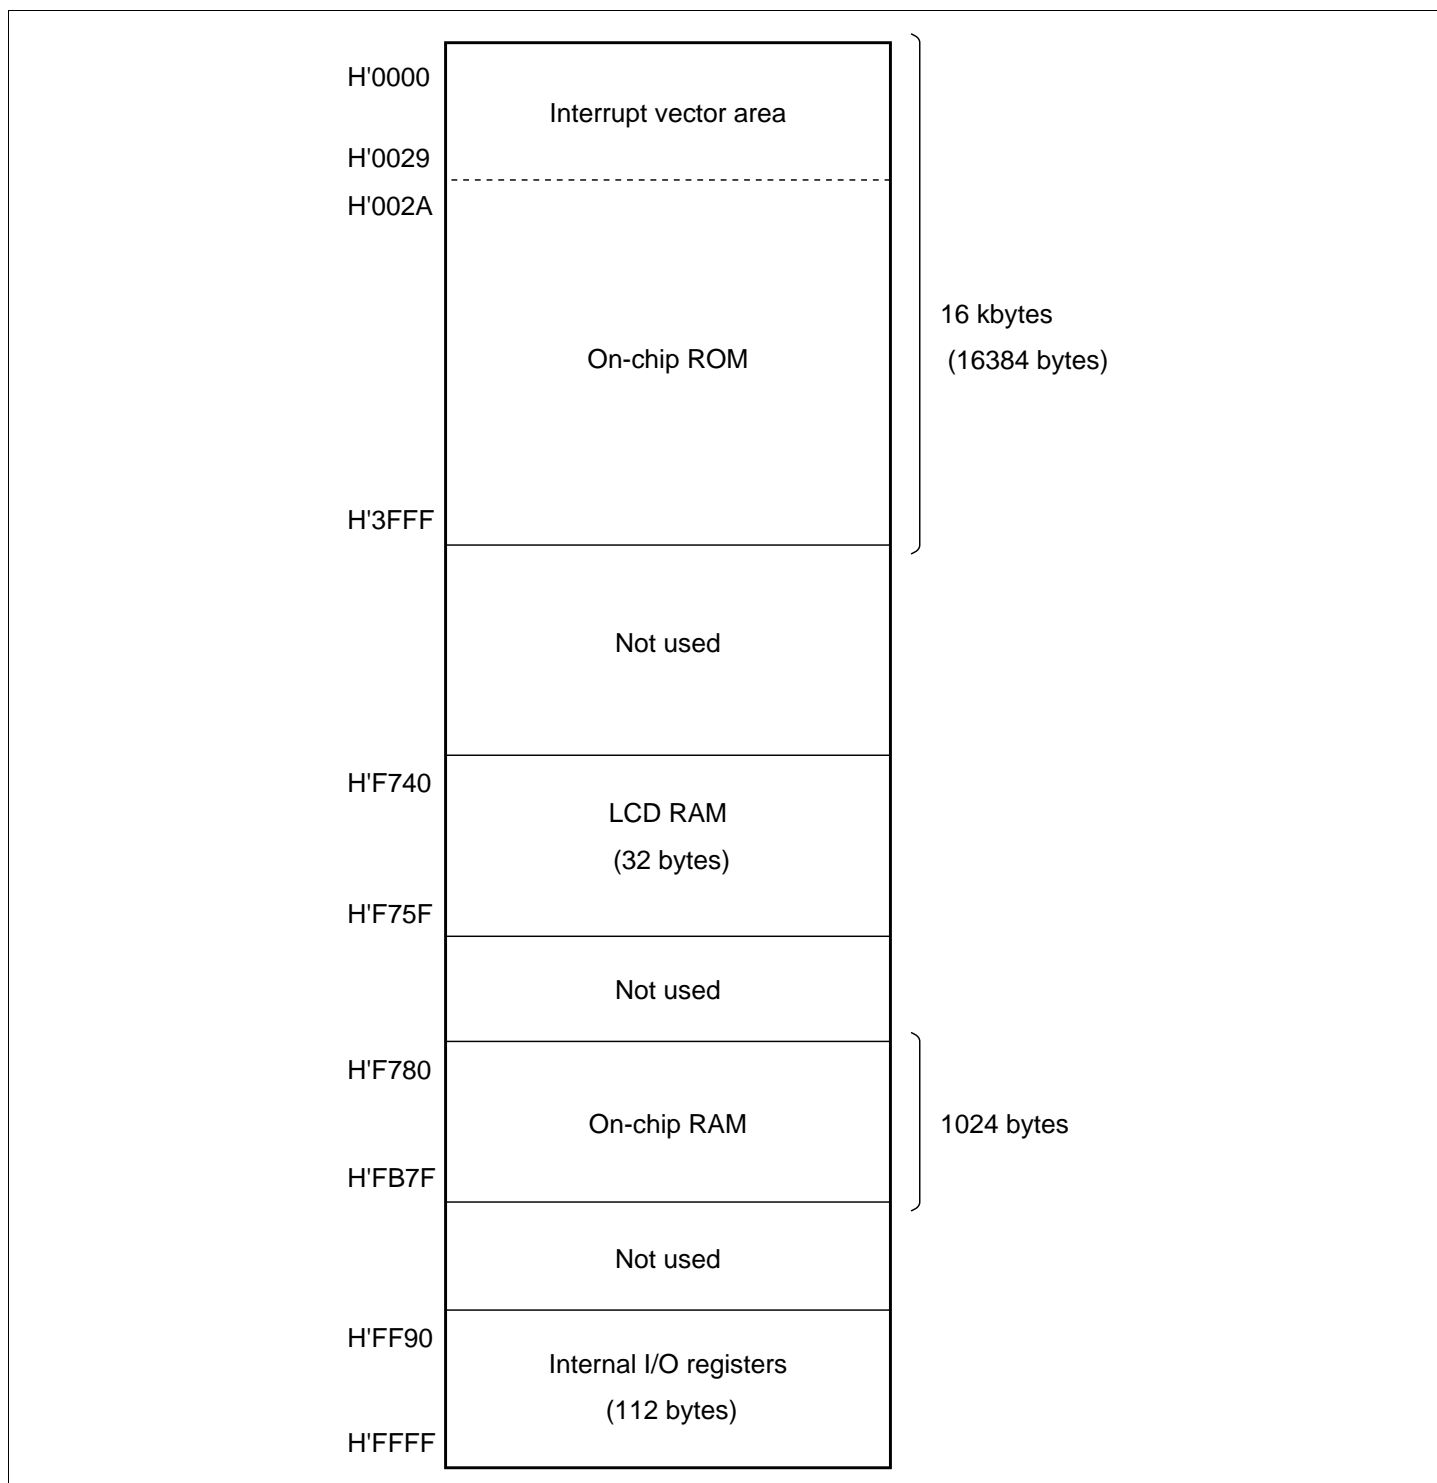 H'0000
Interrupt vector area
H'0029
H'002A
16 kbytes
On-chip ROM
(16384 bytes)
H'3FFF
Not used
H'F740
LCD RAM
(32 bytes)
H'F75F
Not used
H'F780
On-chip RAM
1024 bytes
H'FB7F
Not used
H'FF90
Internal I/O registers
(112 bytes)
H'FFFF